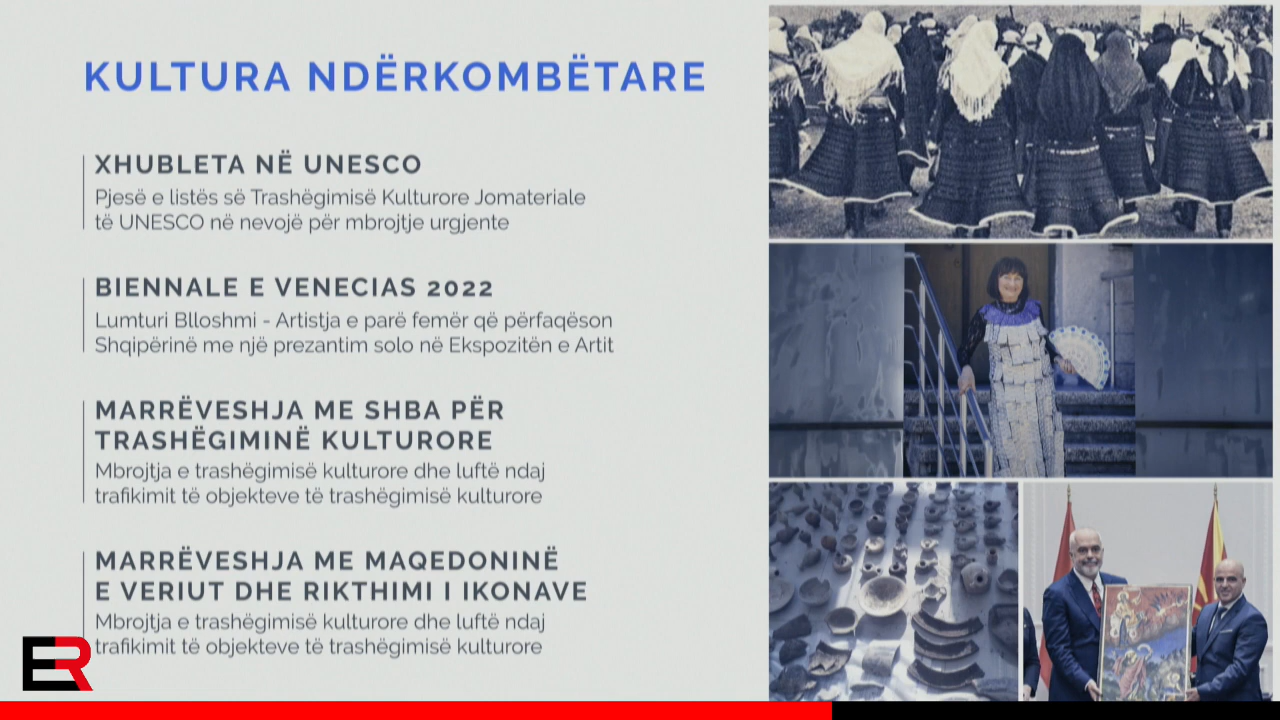 KULTURA NDËRKOMBËTARE
XHUBLETA NË UNESCO
Pjesë e listës së Trashëgimisë Kulturore Jomateriale
të UNESCO në nevojë për mbrojtje urgjente
BIENNALE E VENECIAS 2022
Lumturi Blloshmi - Artistja e parë femër që përfaqëson
Shqipërinë me një prezantim solo në Ekspozitën e Artit
MARRËVESHJA ME SHBA PËR
TRASHËGIMINË KULTURORE
Mbrojtja e trashëgimisë kulturore dhe luftë ndaj
trafikimit të objekteve të trashëgimisë kulturore
MARRËVESHJA ME MAQEDONINË
E VERIUT DHE RIKTHIMI I IKONAVE
Mbrojtja e trashëgimisë kulturore dhe luftë ndaj
trafikimit të objekteve të trashëgimisë kulturore
ER